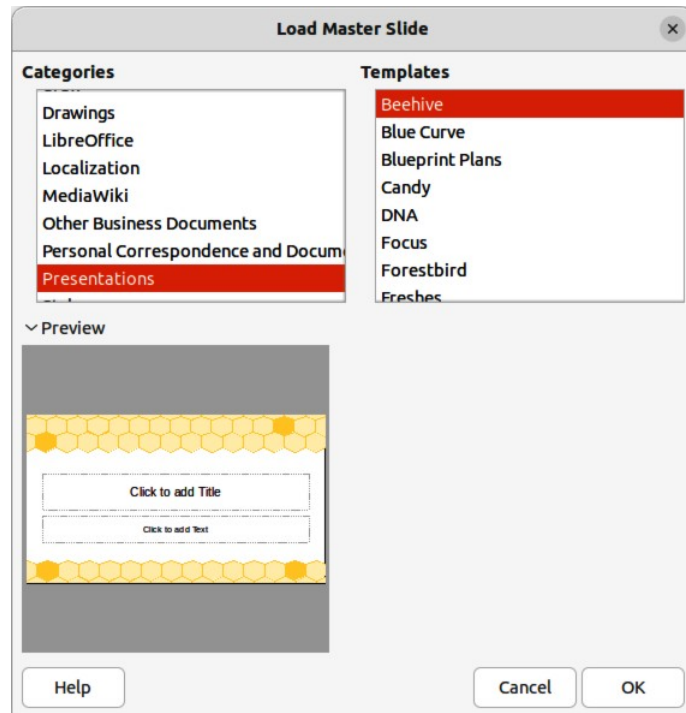 Load Master Slide
Categories
Drawings
LibreOffice
Localization
MediaWiki
Other Business Documents
Personal Correspondence and Docum
Presentations
Templates
Beehive
Blue Curve
Blueprint Plans
Candy
DNA
Focus
Forestbird
Freshes
Preview
Click to add Title
Click to add Text
Help
Cancel
OK